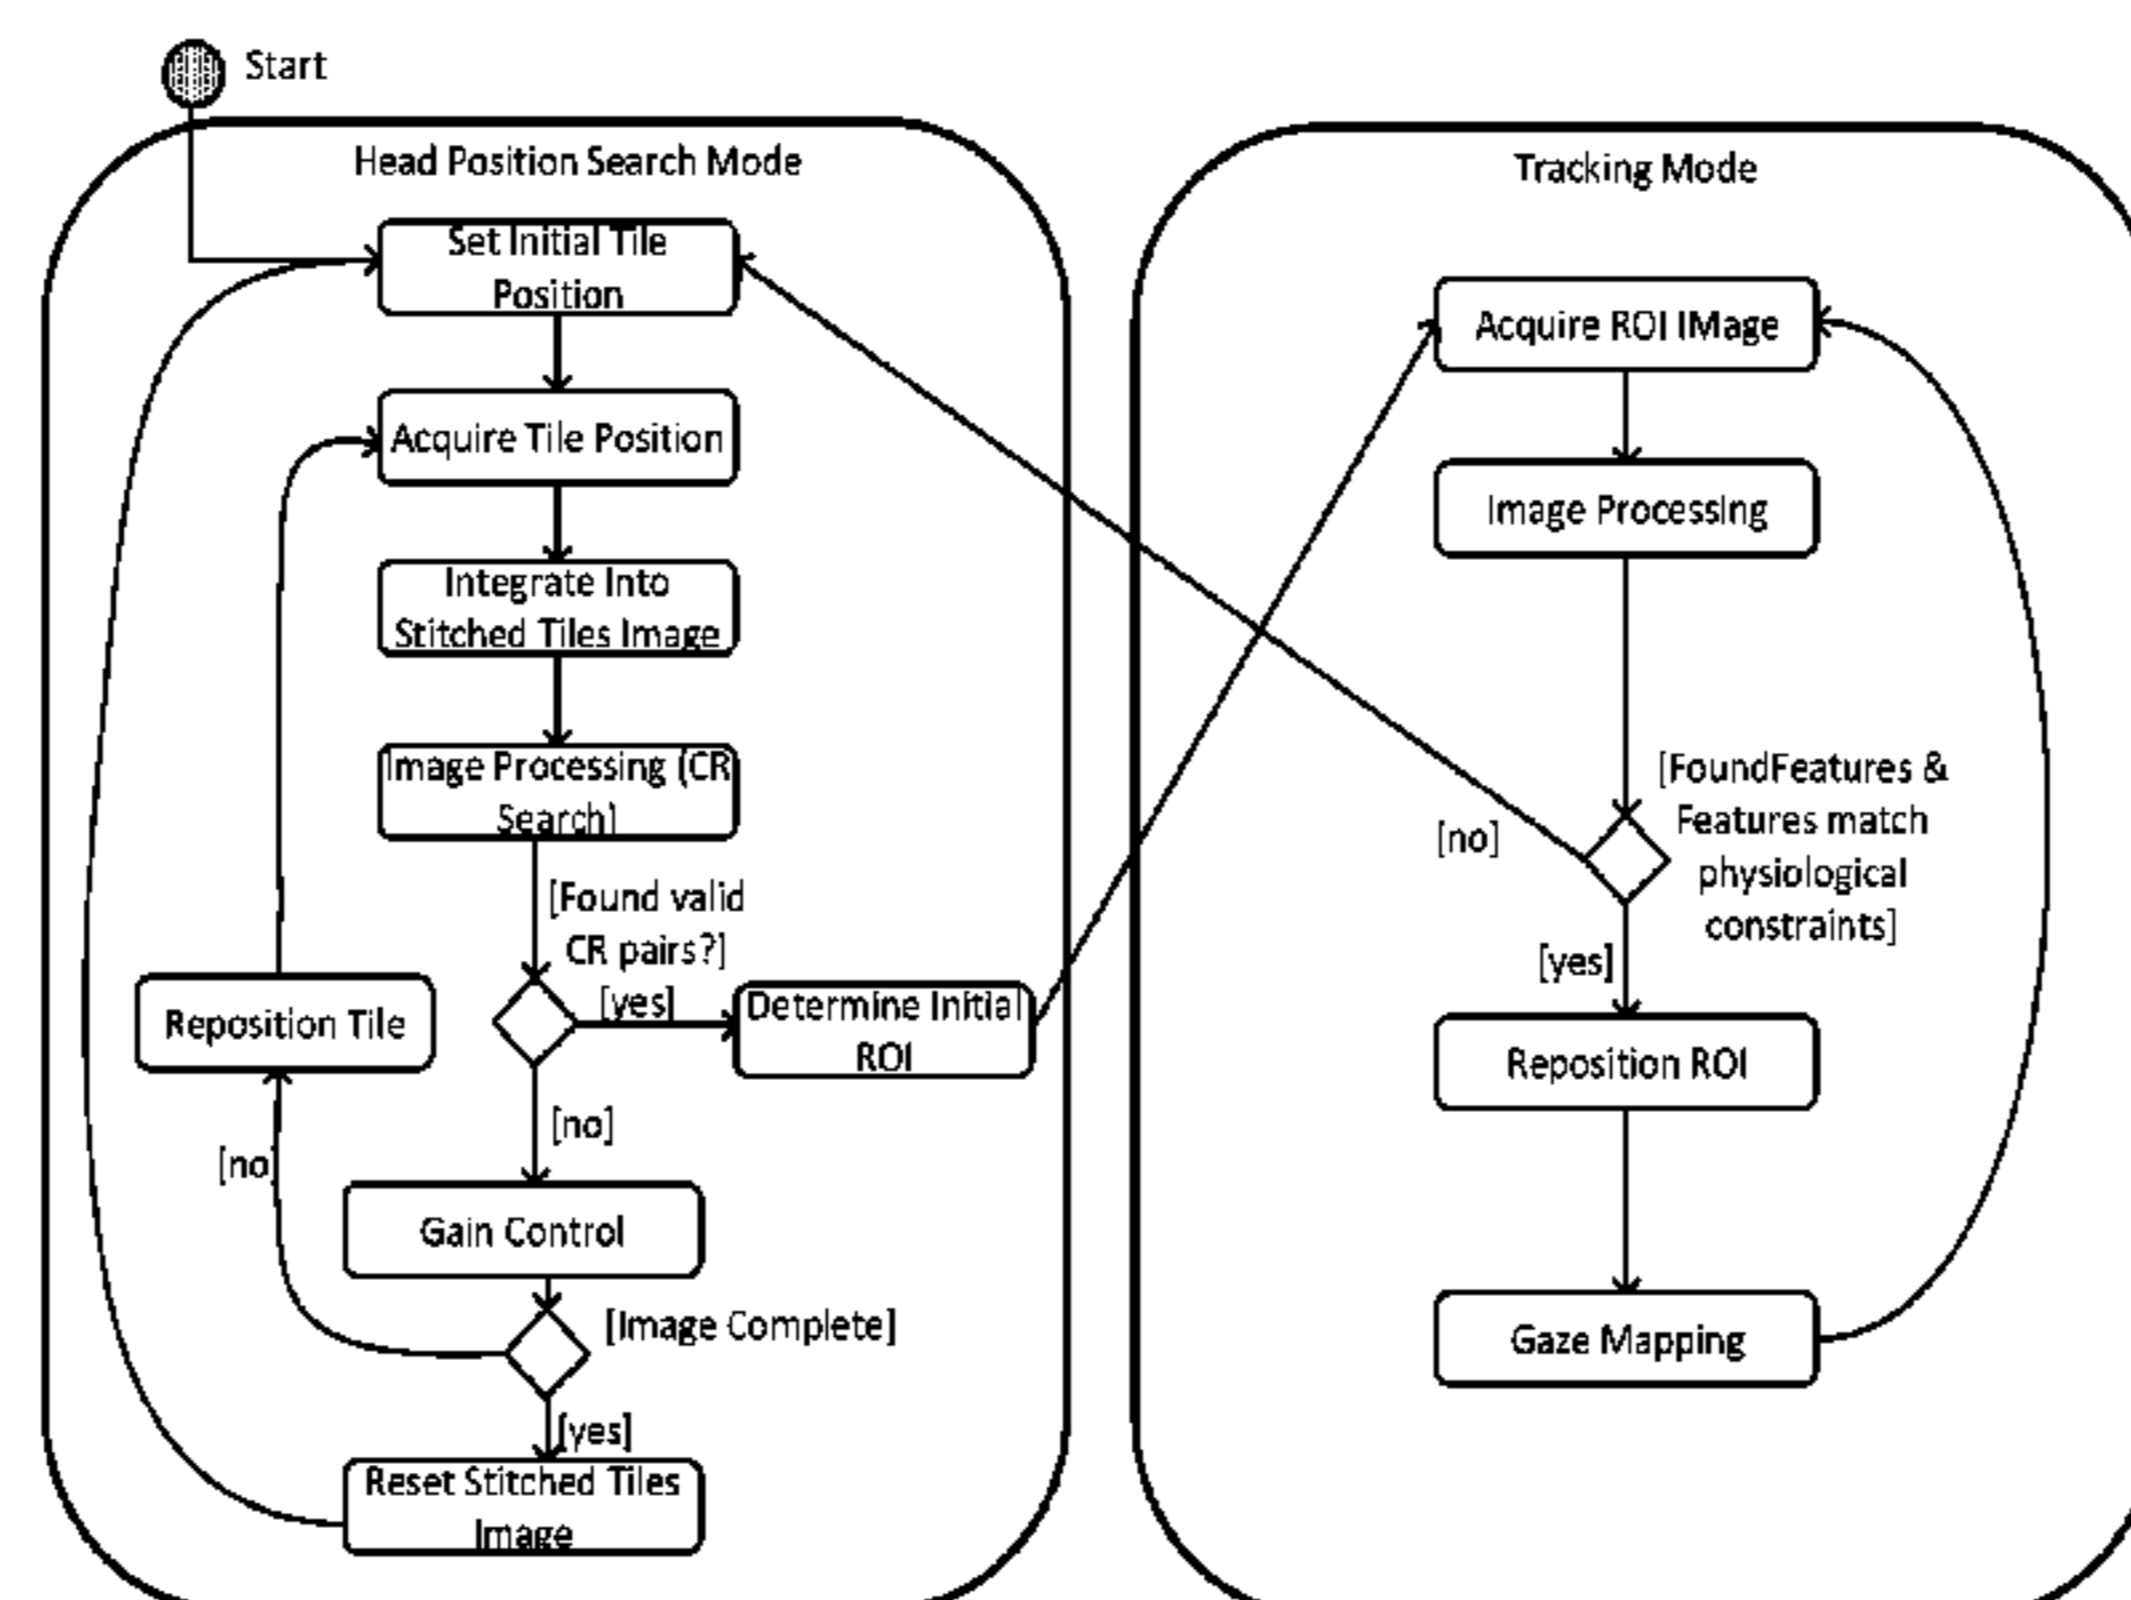 Start
Head Position Search Mode
Set Initial Tile
Position
Acquire Tile Position
Integrate Into
Stitched Tiles Image
Image Processing (CR
Search)
[Found valid
CR pairs?]
[yes]
Determine Initial
ROI
Reposition Tile
[no]
[no
Gain Control
[Image Complete]
[yes]
Reset Stitched Tiles
Image
Tracking Mode
Acquire ROI IMage
Image Processing
[FoundFeatures &
Features match
physiological
constraints]
[no]
[yes]
Reposition ROI
Gaze Mapping